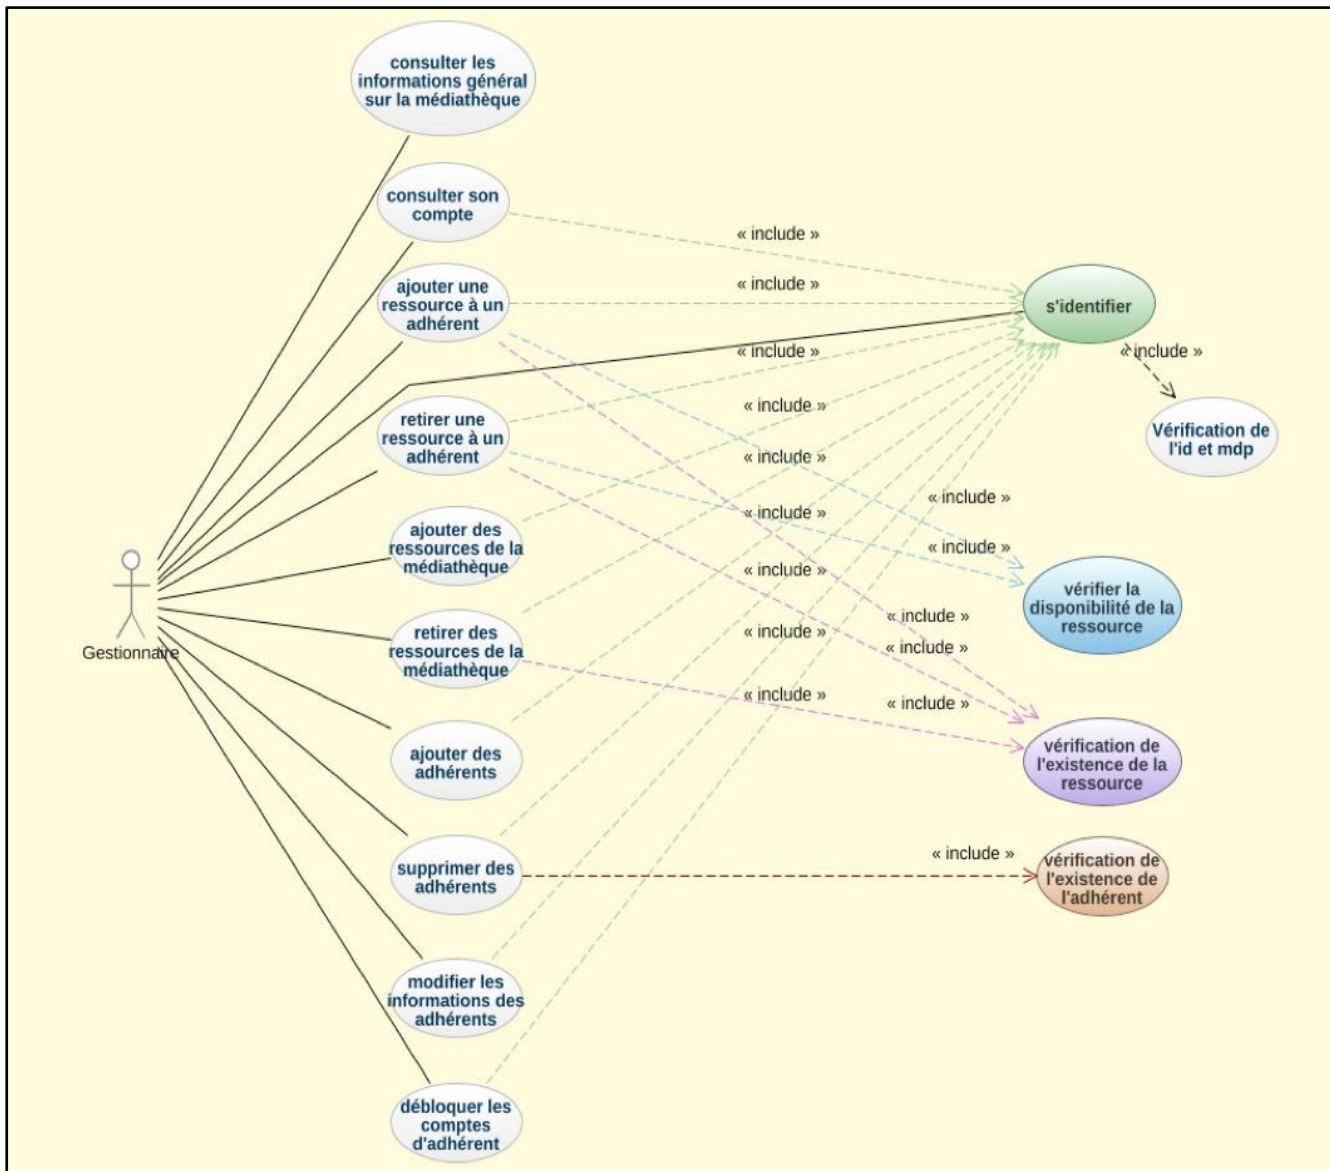 consulter les
informations général
sur la médiathèque
consulter son
compte
« include »
ajouter une
ressource à un
adhérent
« include »
s'identifier
« include »
« include »
retirer une
ressource à un
adhérent
« include »
Vérification de
l'id et mdp
« include »
« include »
« include »
ajouter des
ressources de la
médiathèque
« include »
« include »
vérifier la
disponibilité de la
ressource
Gestionnaire
retirer des
ressources de la
médiathèque
« include »
« include »
« include »
« include »
« include »
ajouter des
adhérents
vérification de
l'existence de la
ressource
supprimer des
adhérents
« include »
vérification de
l'existence de
l'adhérent
modifier les
informations des
adhérents
débloquer les
comptes
d'adhérent